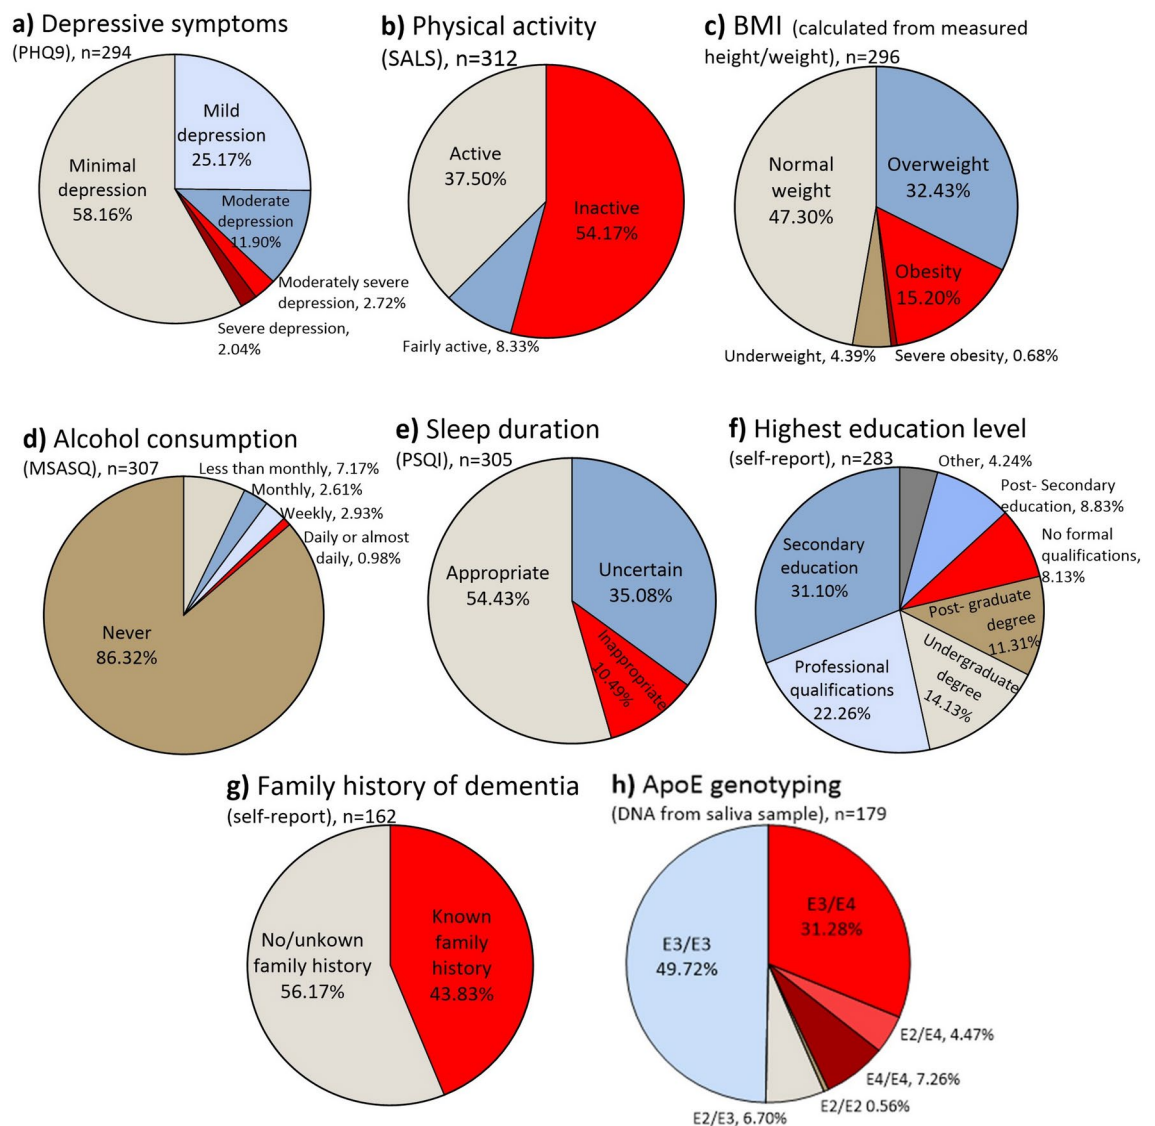 a) Depressive symptoms
(PHQ9), n=294
Mild
depression
25.17%
Minimal
depression
58.16%
Moderate
depression
11.90%
Moderately severe
depression, 2.72%
Severe depression,
2.04%
b) Physical activity
(SALS), n=312
Active
37.50%
Inactive
54.17%
Fairly active, 8.33%
c) BMI (calculated from measured
height/weight), n=296
Normal
weight
47.30%
Overweight
32.43%
Obesity
15.20%
Underweight, 4.39%
Severe obesity, 0.68%
d) Alcohol consumption
(MSASQ), n=307
Less than monthly, 7.17%
Monthly, 2.61%
Weekly, 2.93%
Daily or almost
daily, 0.98%
Never
86.32%
e) Sleep duration
(PSQI), n=305
Appropriate
54.43%
Uncertain
35.08%
Inappropriate
10.49%
f) Highest education level
(self-report), n=283
Other, 4.24%
Post- Secondary
education, 8.83%
No formal
qualifications,
8.13%
Secondary
education
31.10%
Post- graduate
degree
11.31%
Undergraduate
degree
14.13%
Professional
qualifications
22.26%
g) Family history of dementia
(self-report), n=162
Known
family
history
43.83%
No/unkown
family history
56.17%
h) ApoE genotyping
(DNA from saliva sample), n=179
E3/E4
31.28%
E3/E3
49.72%
E2/E4, 4.47%
E4/E4, 7.26%
E2/E2 0.56%
E2/E3, 6.70%